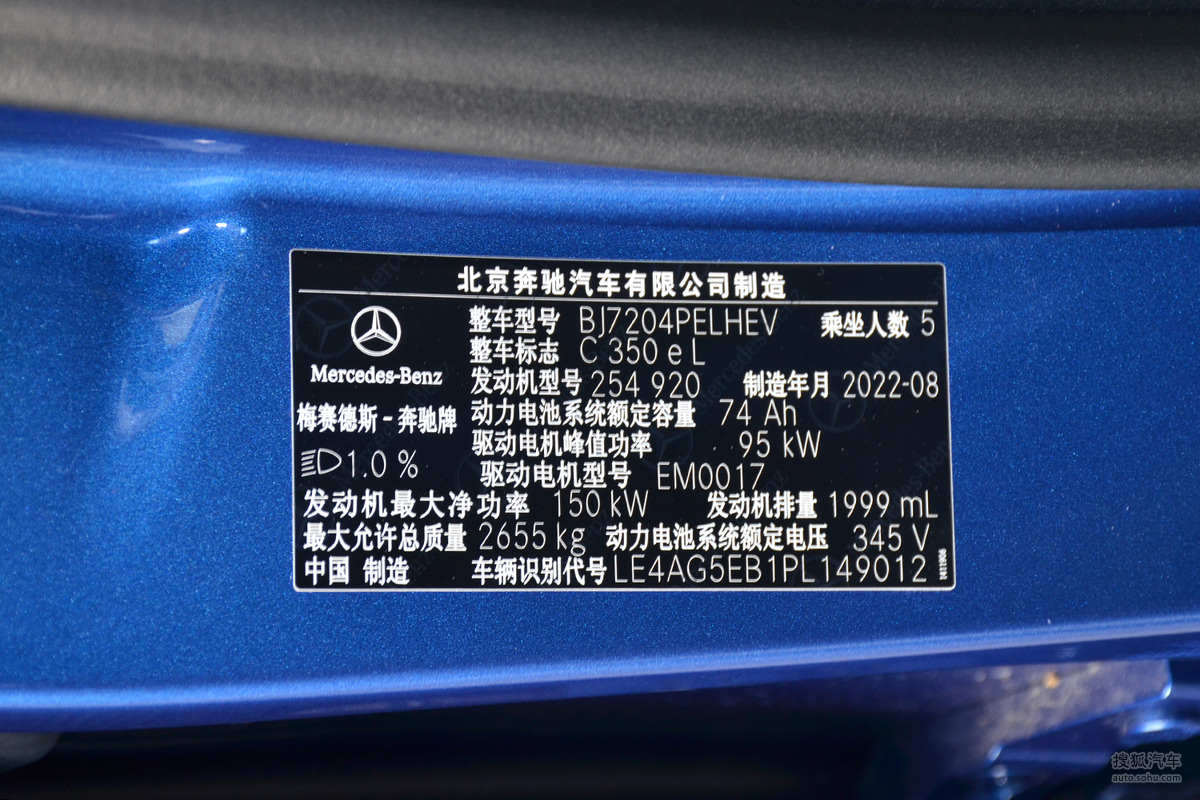 北京奔驰汽车有限公司制造
整车型号 BJ7204PELHEV 乘坐人数 5
整车标志 C 350 e L
Mercedes-Benz
发动机型号 254 920 制造年月 2022-08
梅赛德斯-奔驰牌
动力电池系统额定容量 74 Ah
驱动电机峰值功率 95 kW
1.0 %
驱动电机型号 EM0017
发动机最大净功率 150 kW 发动机排量 1999 mL
最大允许总质量 2655 kg 动力电池系统额定电压 345 V
中国 制造 车辆识别代号 LE4AG5EB1PL149012
搜狐汽车
auto.sohu.com